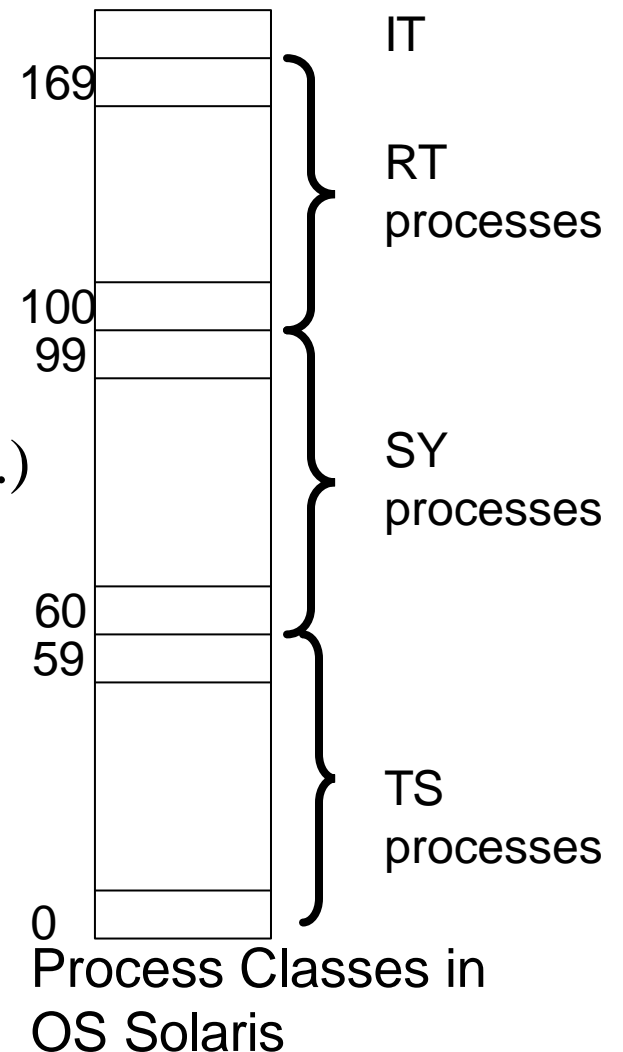 IT
169
RT
processes
100
99
.)
SY
processes
60
59
TS
processes
0
Process Classes in
OS Solaris